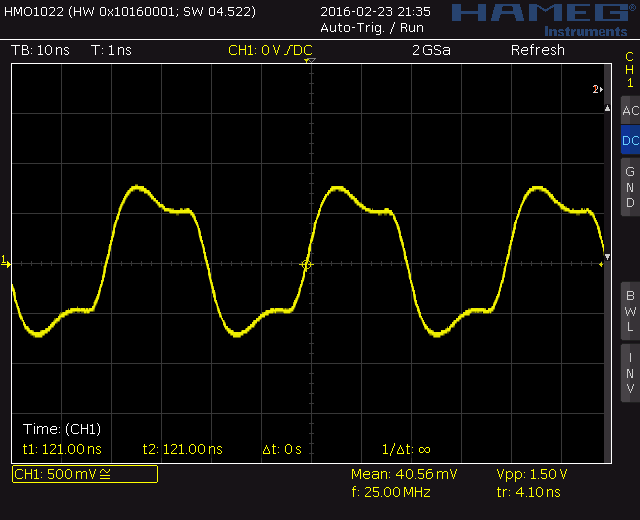 HMO1022 (HW 0x10160001; SW 04.522)
2016-02-23 21:35
HAMEG
Auto-Trig. / Run
Instruments
TB: 10 ns
T: 1 ns
CH1: 0 V / DC
2 GSa
Refresh
CH1
2
AC
DC
GND
1
BWL
INV
Time: (CH1)
t1: 121.00 ns
t2: 121.00 ns
Δt: 0 s
1/Δt: ∞
CH1: 500 mV ≅
Mean: 40.56 mV
Vpp: 1.50 V
f: 25.00 MHz
tr: 4.10 ns